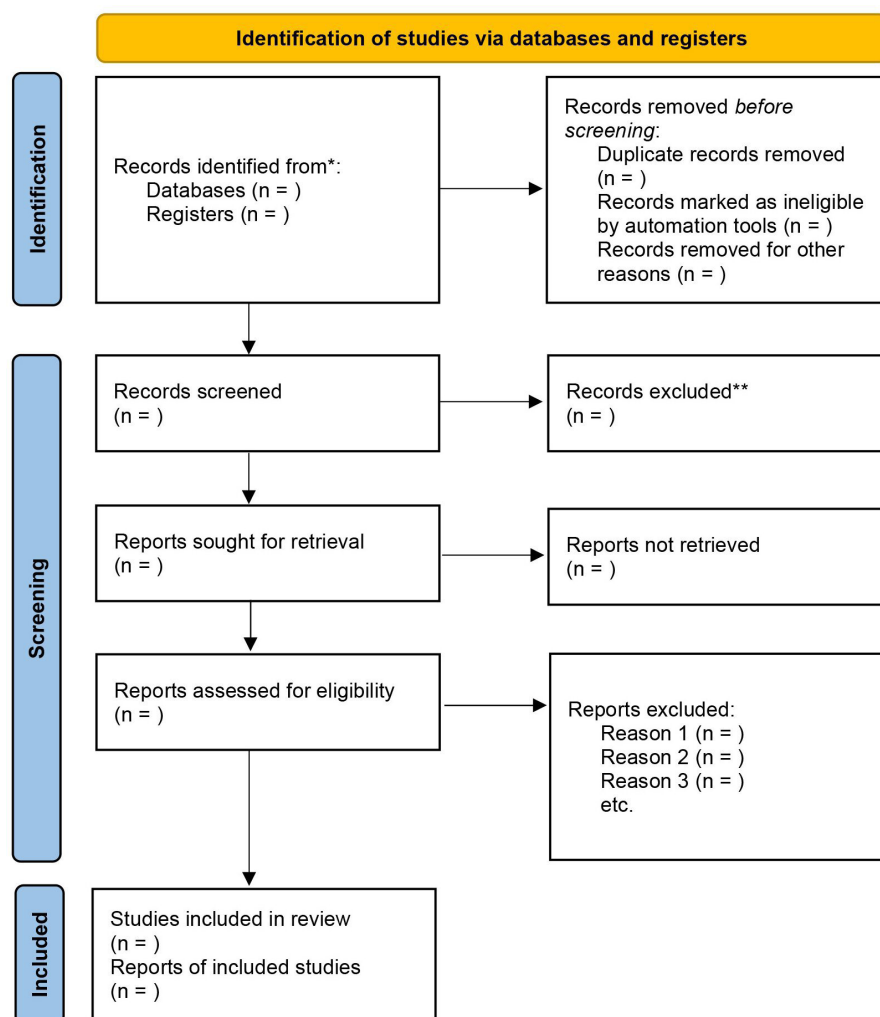 Identification of studies via databases and registers
Identification
Records identified from*:
Databases (n = )
Registers (n = )
Records removed before
screening:
Duplicate records removed
(n = )
Records marked as ineligible
by automation tools (n = )
Records removed for other
reasons (n = )
Screening
Records screened
(n = )
Records excluded**
(n = )
Reports sought for retrieval
(n = )
Reports not retrieved
(n = )
Reports assessed for eligibility
(n = )
Reports excluded:
Reason 1 (n = )
Reason 2 (n = )
Reason 3 (n = )
etc.
Included
Studies included in review
(n = )
Reports of included studies
(n = )